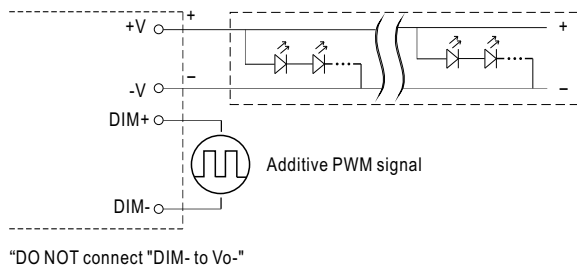 +V +
+
-V −
−
DIM+
Additive PWM signal
DIM-
“DO NOT connect "DIM- to Vo-"